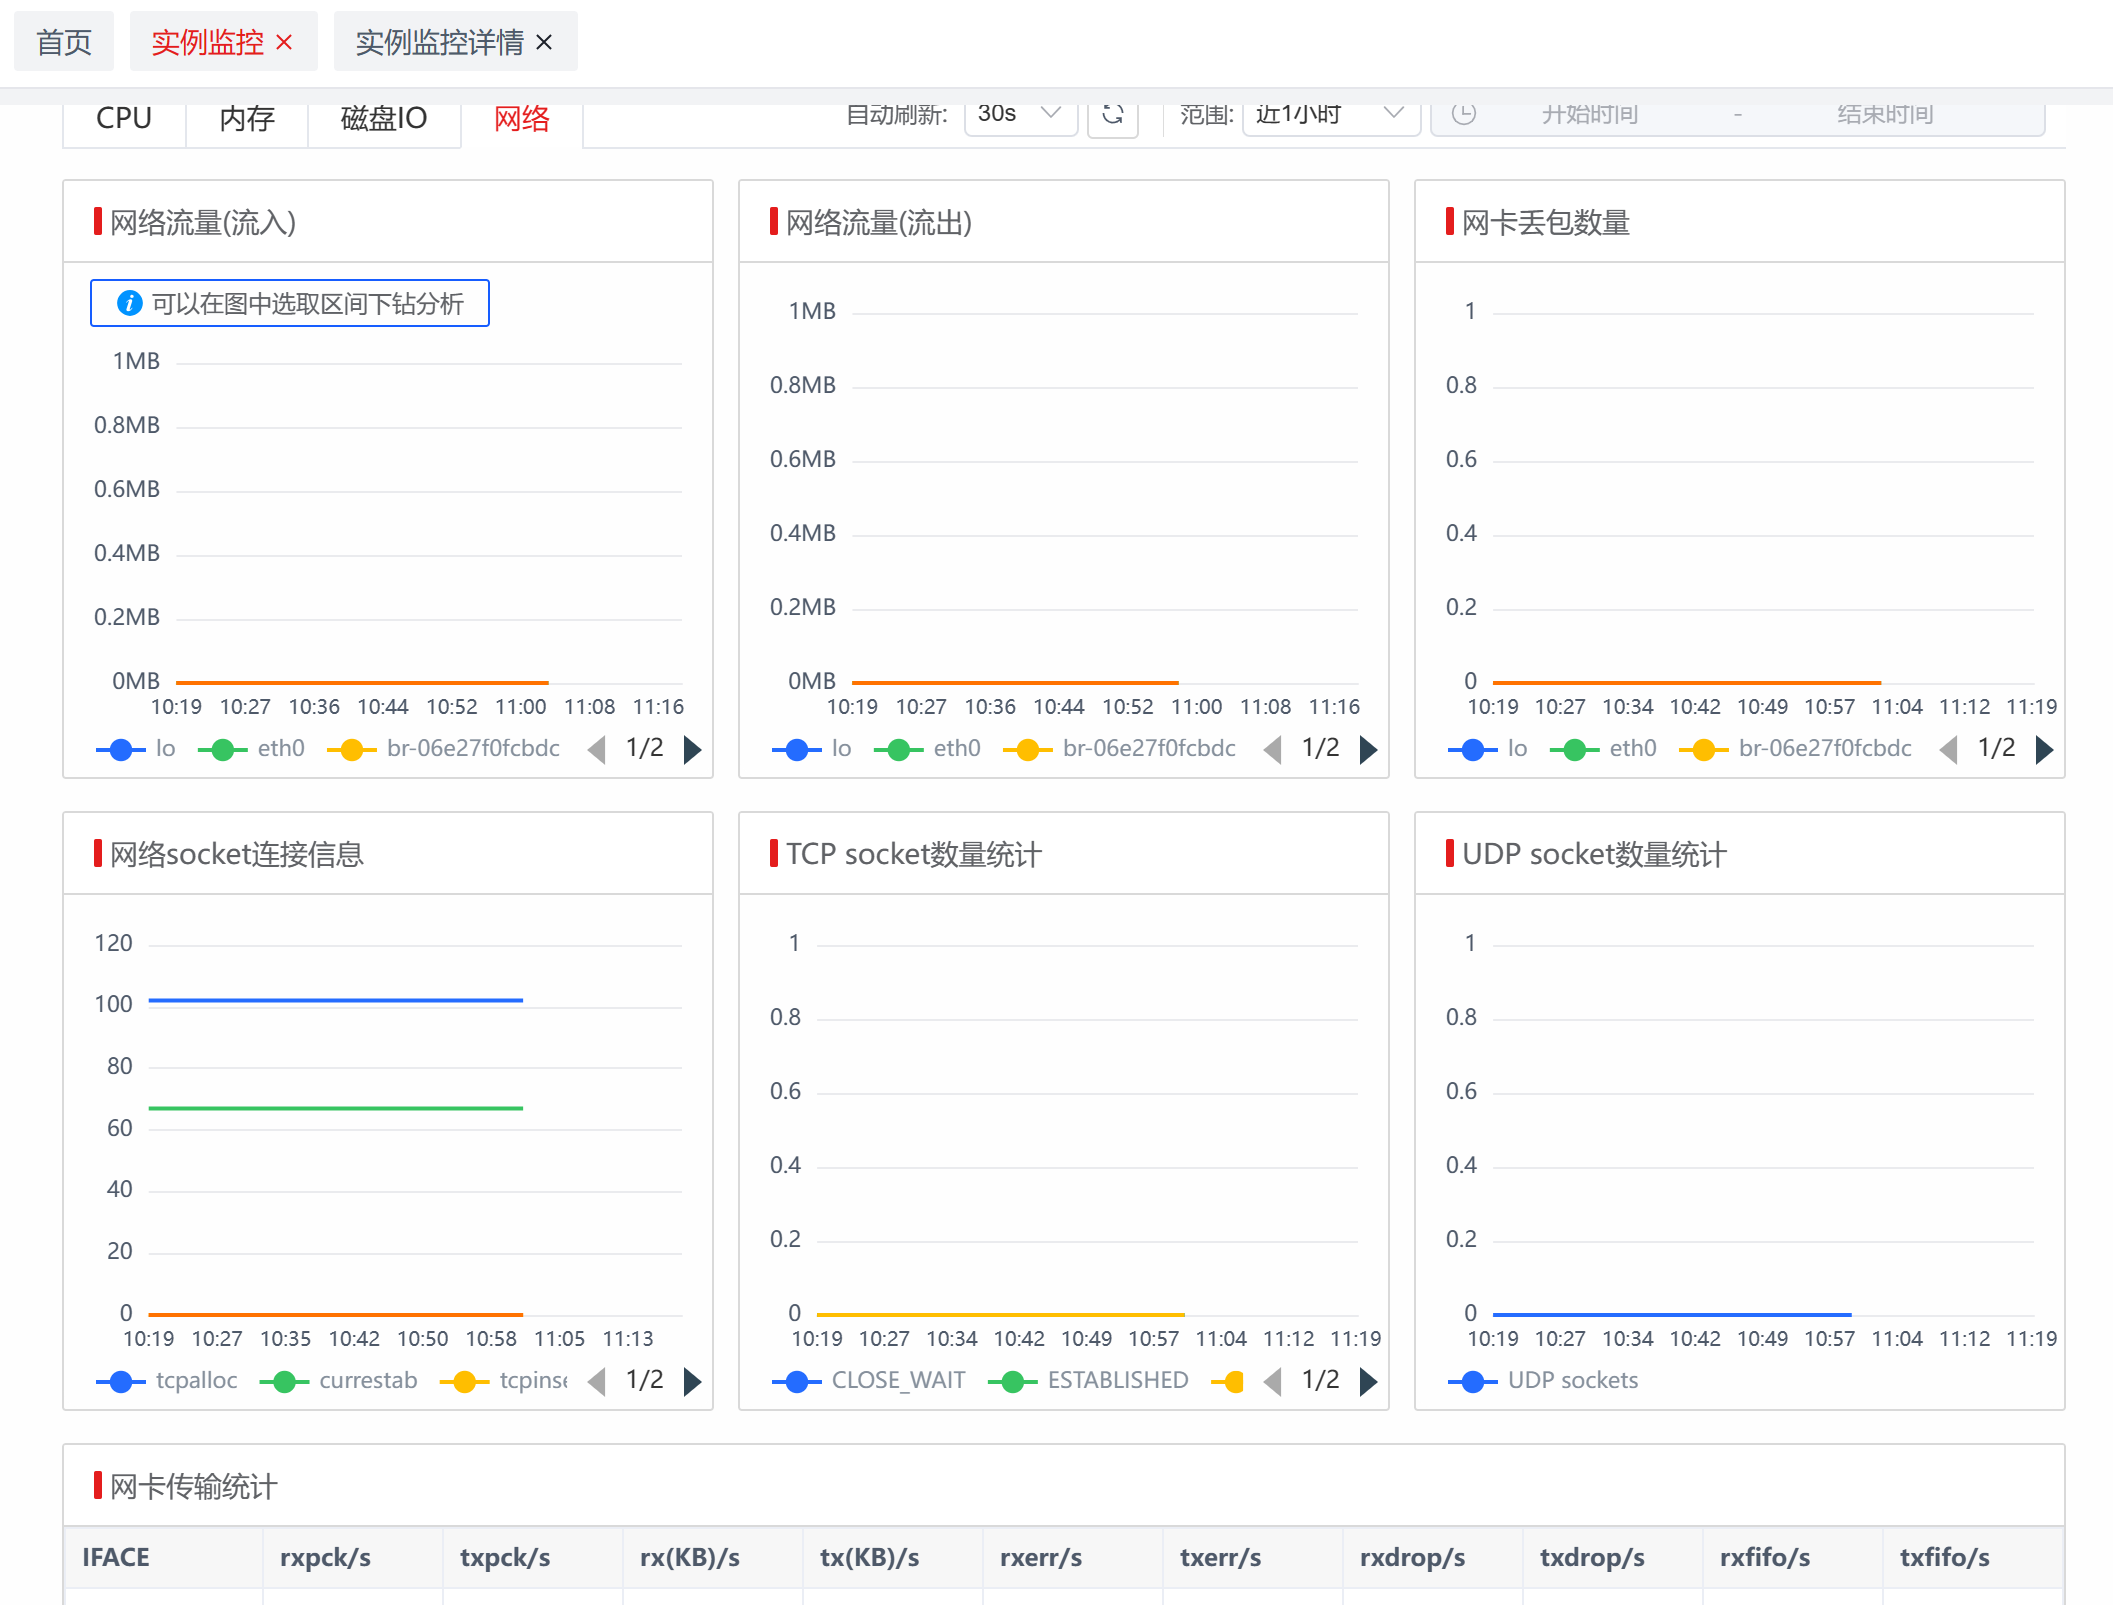 首页 实例监控 × 实例监控详情 ×
CPU 内存 磁盘IO 网络 自动刷新: 30s 范围: 近1小时 开始时间 - 结束时间
网络流量(流入)
可以在图中选取区间下钻分析
1MB
0.8MB
0.6MB
0.4MB
0.2MB
0MB
10:19 10:27 10:36 10:44 10:52 11:00 11:08 11:16
lo eth0 br-06e27f0fcbdc 1/2
网络流量(流出)
1MB
0.8MB
0.6MB
0.4MB
0.2MB
0MB
10:19 10:27 10:36 10:44 10:52 11:00 11:08 11:16
lo eth0 br-06e27f0fcbdc 1/2
网卡丢包数量
1
0.8
0.6
0.4
0.2
0
10:19 10:27 10:34 10:42 10:49 10:57 11:04 11:12 11:19
lo eth0 br-06e27f0fcbdc 1/2
网络socket连接信息
120
100
80
60
40
20
0
10:19 10:27 10:35 10:42 10:50 10:58 11:05 11:13
tcpalloc currestab tcpinse 1/2
TCP socket数量统计
1
0.8
0.6
0.4
0.2
0
10:19 10:27 10:34 10:42 10:49 10:57 11:04 11:12 11:19
CLOSE_WAIT ESTABLISHED 1/2
UDP socket数量统计
1
0.8
0.6
0.4
0.2
0
10:19 10:27 10:34 10:42 10:49 10:57 11:04 11:12 11:19
UDP sockets
网卡传输统计
IFACE rxpck/s txpck/s rx(KB)/s tx(KB)/s rxerr/s txerr/s rxdrop/s txdrop/s rxfifo/s txfifo/s